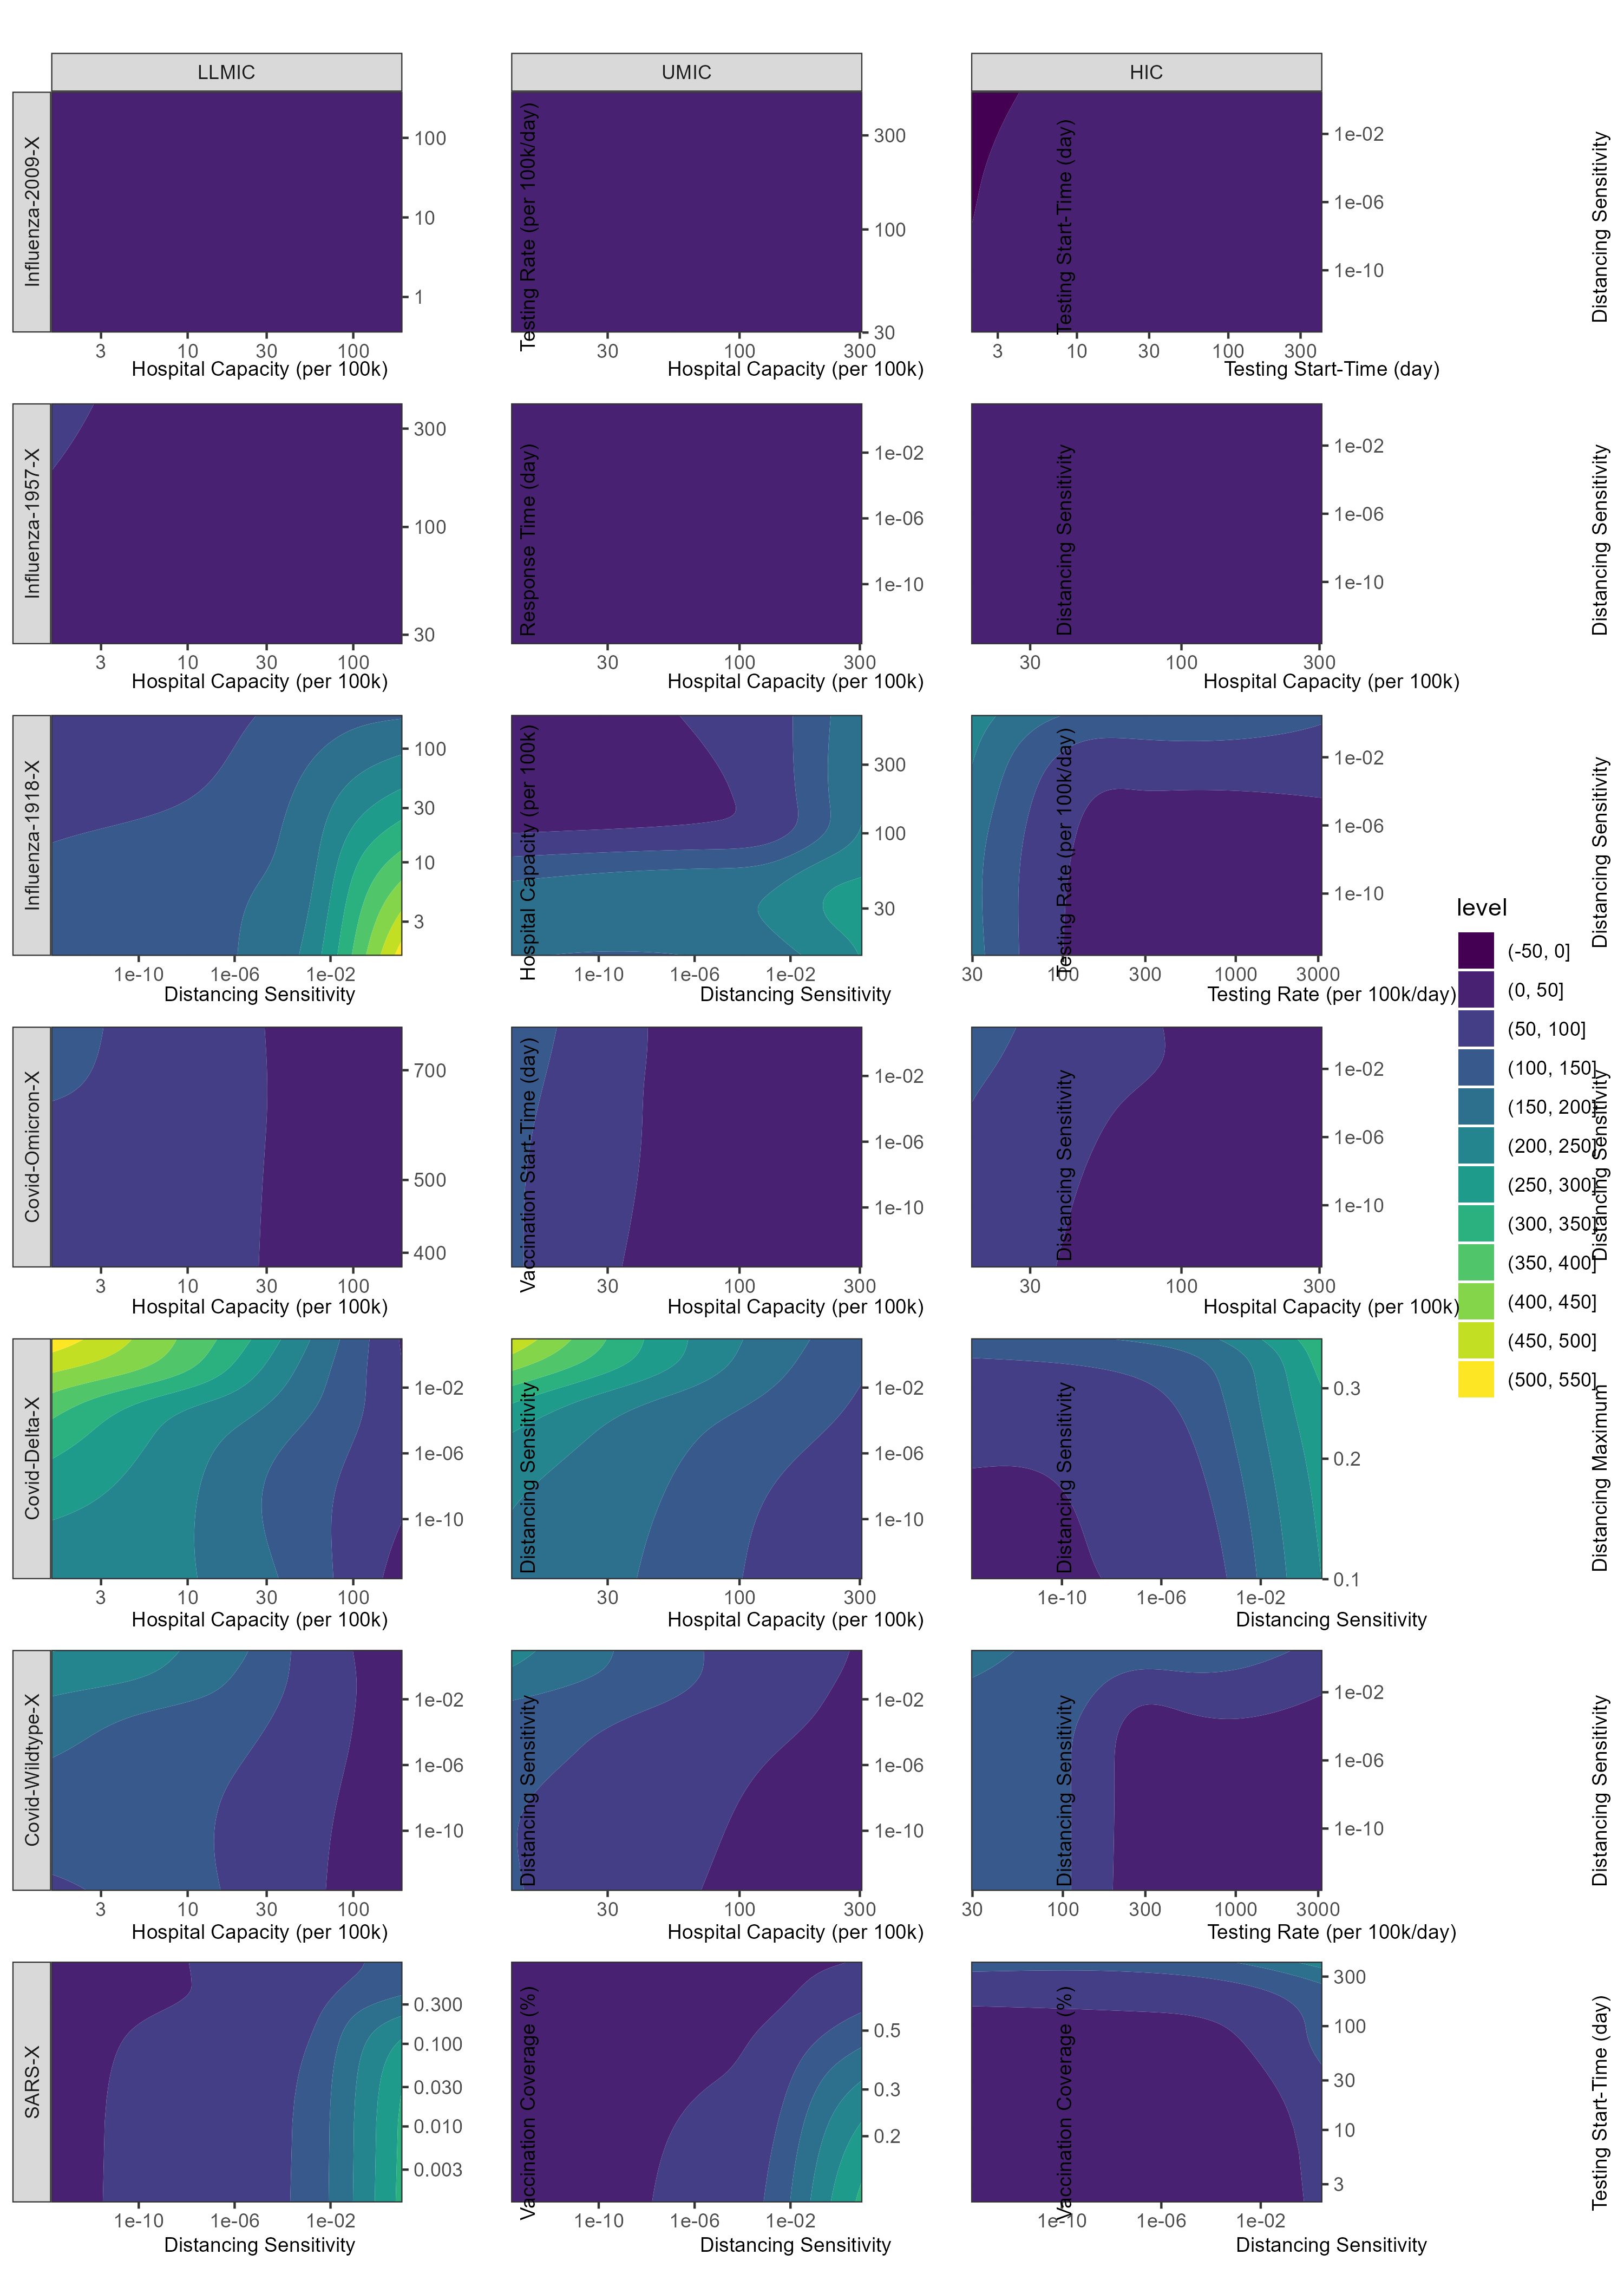 LLMIC
UMIC
HIC
Influenza-2009-X
100
10
1
3 10 30 100
Hospital Capacity (per 100k)
Testing Rate (per 100k/day)
300
100
30
30 100 300
Hospital Capacity (per 100k)
Testing Start-Time (day)
1e-02
1e-06
1e-10
3 10 30 100 300
Testing Start-Time (day)
Distancing Sensitivity
Influenza-1957-X
300
100
30
3 10 30 100
Hospital Capacity (per 100k)
Response Time (day)
1e-02
1e-06
1e-10
30 100 300
Hospital Capacity (per 100k)
Distancing Sensitivity
1e-02
1e-06
1e-10
30 100 300
Hospital Capacity (per 100k)
Distancing Sensitivity
Influenza-1918-X
100
30
10
3
1e-10 1e-06 1e-02
Distancing Sensitivity
Hospital Capacity (per 100k)
300
100
30
1e-10 1e-06 1e-02
Distancing Sensitivity
Testing Rate (per 100k/day)
1e-02
1e-06
1e-10
30 100 300 1000 3000
Testing Rate (per 100k/day)
Distancing Sensitivity
level
(-50, 0]
(0, 50]
(50, 100]
(100, 150]
(150, 200]
(200, 250]
(250, 300]
(300, 350]
(350, 400]
(400, 450]
(450, 500]
(500, 550]
Covid-Omicron-X
700
500
400
3 10 30 100
Hospital Capacity (per 100k)
Vaccination Start-Time (day)
1e-02
1e-06
1e-10
30 100 300
Hospital Capacity (per 100k)
Distancing Sensitivity
1e-02
1e-06
1e-10
30 100 300
Hospital Capacity (per 100k)
Distancing Sensitivity
Covid-Delta-X
1e-02
1e-06
1e-10
3 10 30 100
Hospital Capacity (per 100k)
Distancing Sensitivity
1e-02
1e-06
1e-10
30 100 300
Hospital Capacity (per 100k)
Distancing Sensitivity
0.3
0.2
0.1
1e-10 1e-06 1e-02
Distancing Sensitivity
Distancing Maximum
Covid-Wildtype-X
1e-02
1e-06
1e-10
3 10 30 100
Hospital Capacity (per 100k)
Distancing Sensitivity
1e-02
1e-06
1e-10
30 100 300
Hospital Capacity (per 100k)
Distancing Sensitivity
1e-02
1e-06
1e-10
30 100 300 1000 3000
Testing Rate (per 100k/day)
Distancing Sensitivity
SARS-X
0.300
0.100
0.030
0.010
0.003
1e-10 1e-06 1e-02
Distancing Sensitivity
Vaccination Coverage (%)
0.5
0.3
0.2
1e-10 1e-06 1e-02
Distancing Sensitivity
Vaccination Coverage (%)
300
100
30
10
3
1e-10 1e-06 1e-02
Distancing Sensitivity
Testing Start-Time (day)